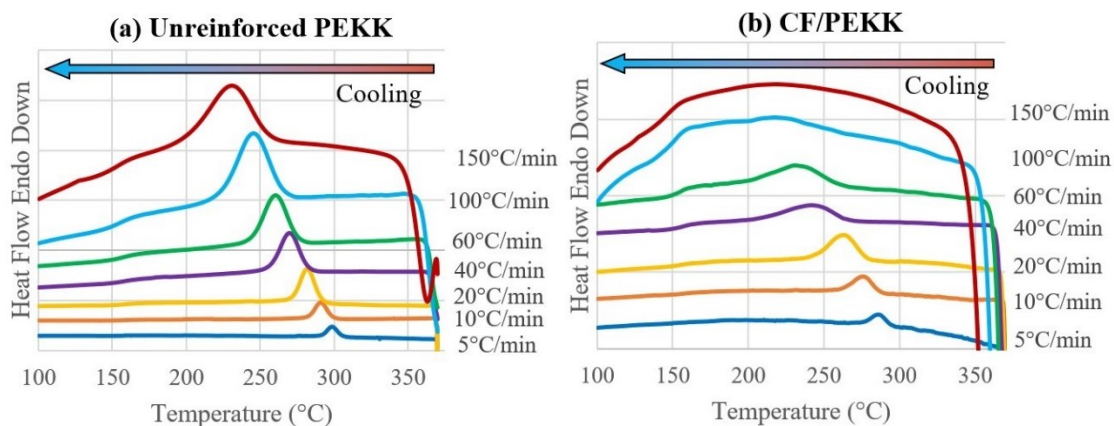 (a) Unreinforced PEKK
Heat Flow Endo Down
Cooling
150°C/min
100°C/min
60°C/min
40°C/min
20°C/min
10°C/min
5°C/min
100 150 200 250 300 350
Temperature (°C)
(b) CF/PEKK
Heat Flow Endo Down
Cooling
150°C/min
100°C/min
60°C/min
40°C/min
20°C/min
10°C/min
5°C/min
100 150 200 250 300 350
Temperature (°C)